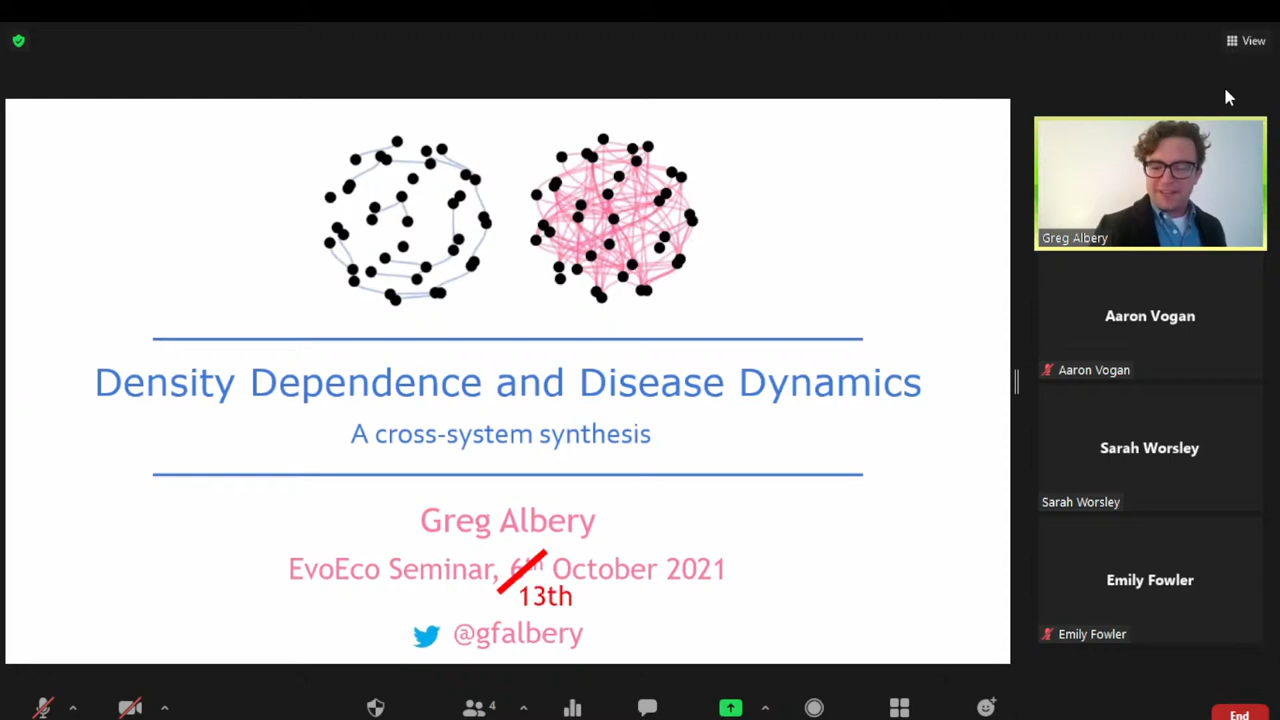 View
Density Dependence and Disease Dynamics
A cross-system synthesis
Greg Albery
EvoEco Seminar, 6th October 2021
13th
@gfalbery
Greg Albery
Aaron Vogan
Aaron Vogan
Sarah Worsley
Sarah Worsley
Emily Fowler
Emily Fowler
4
End